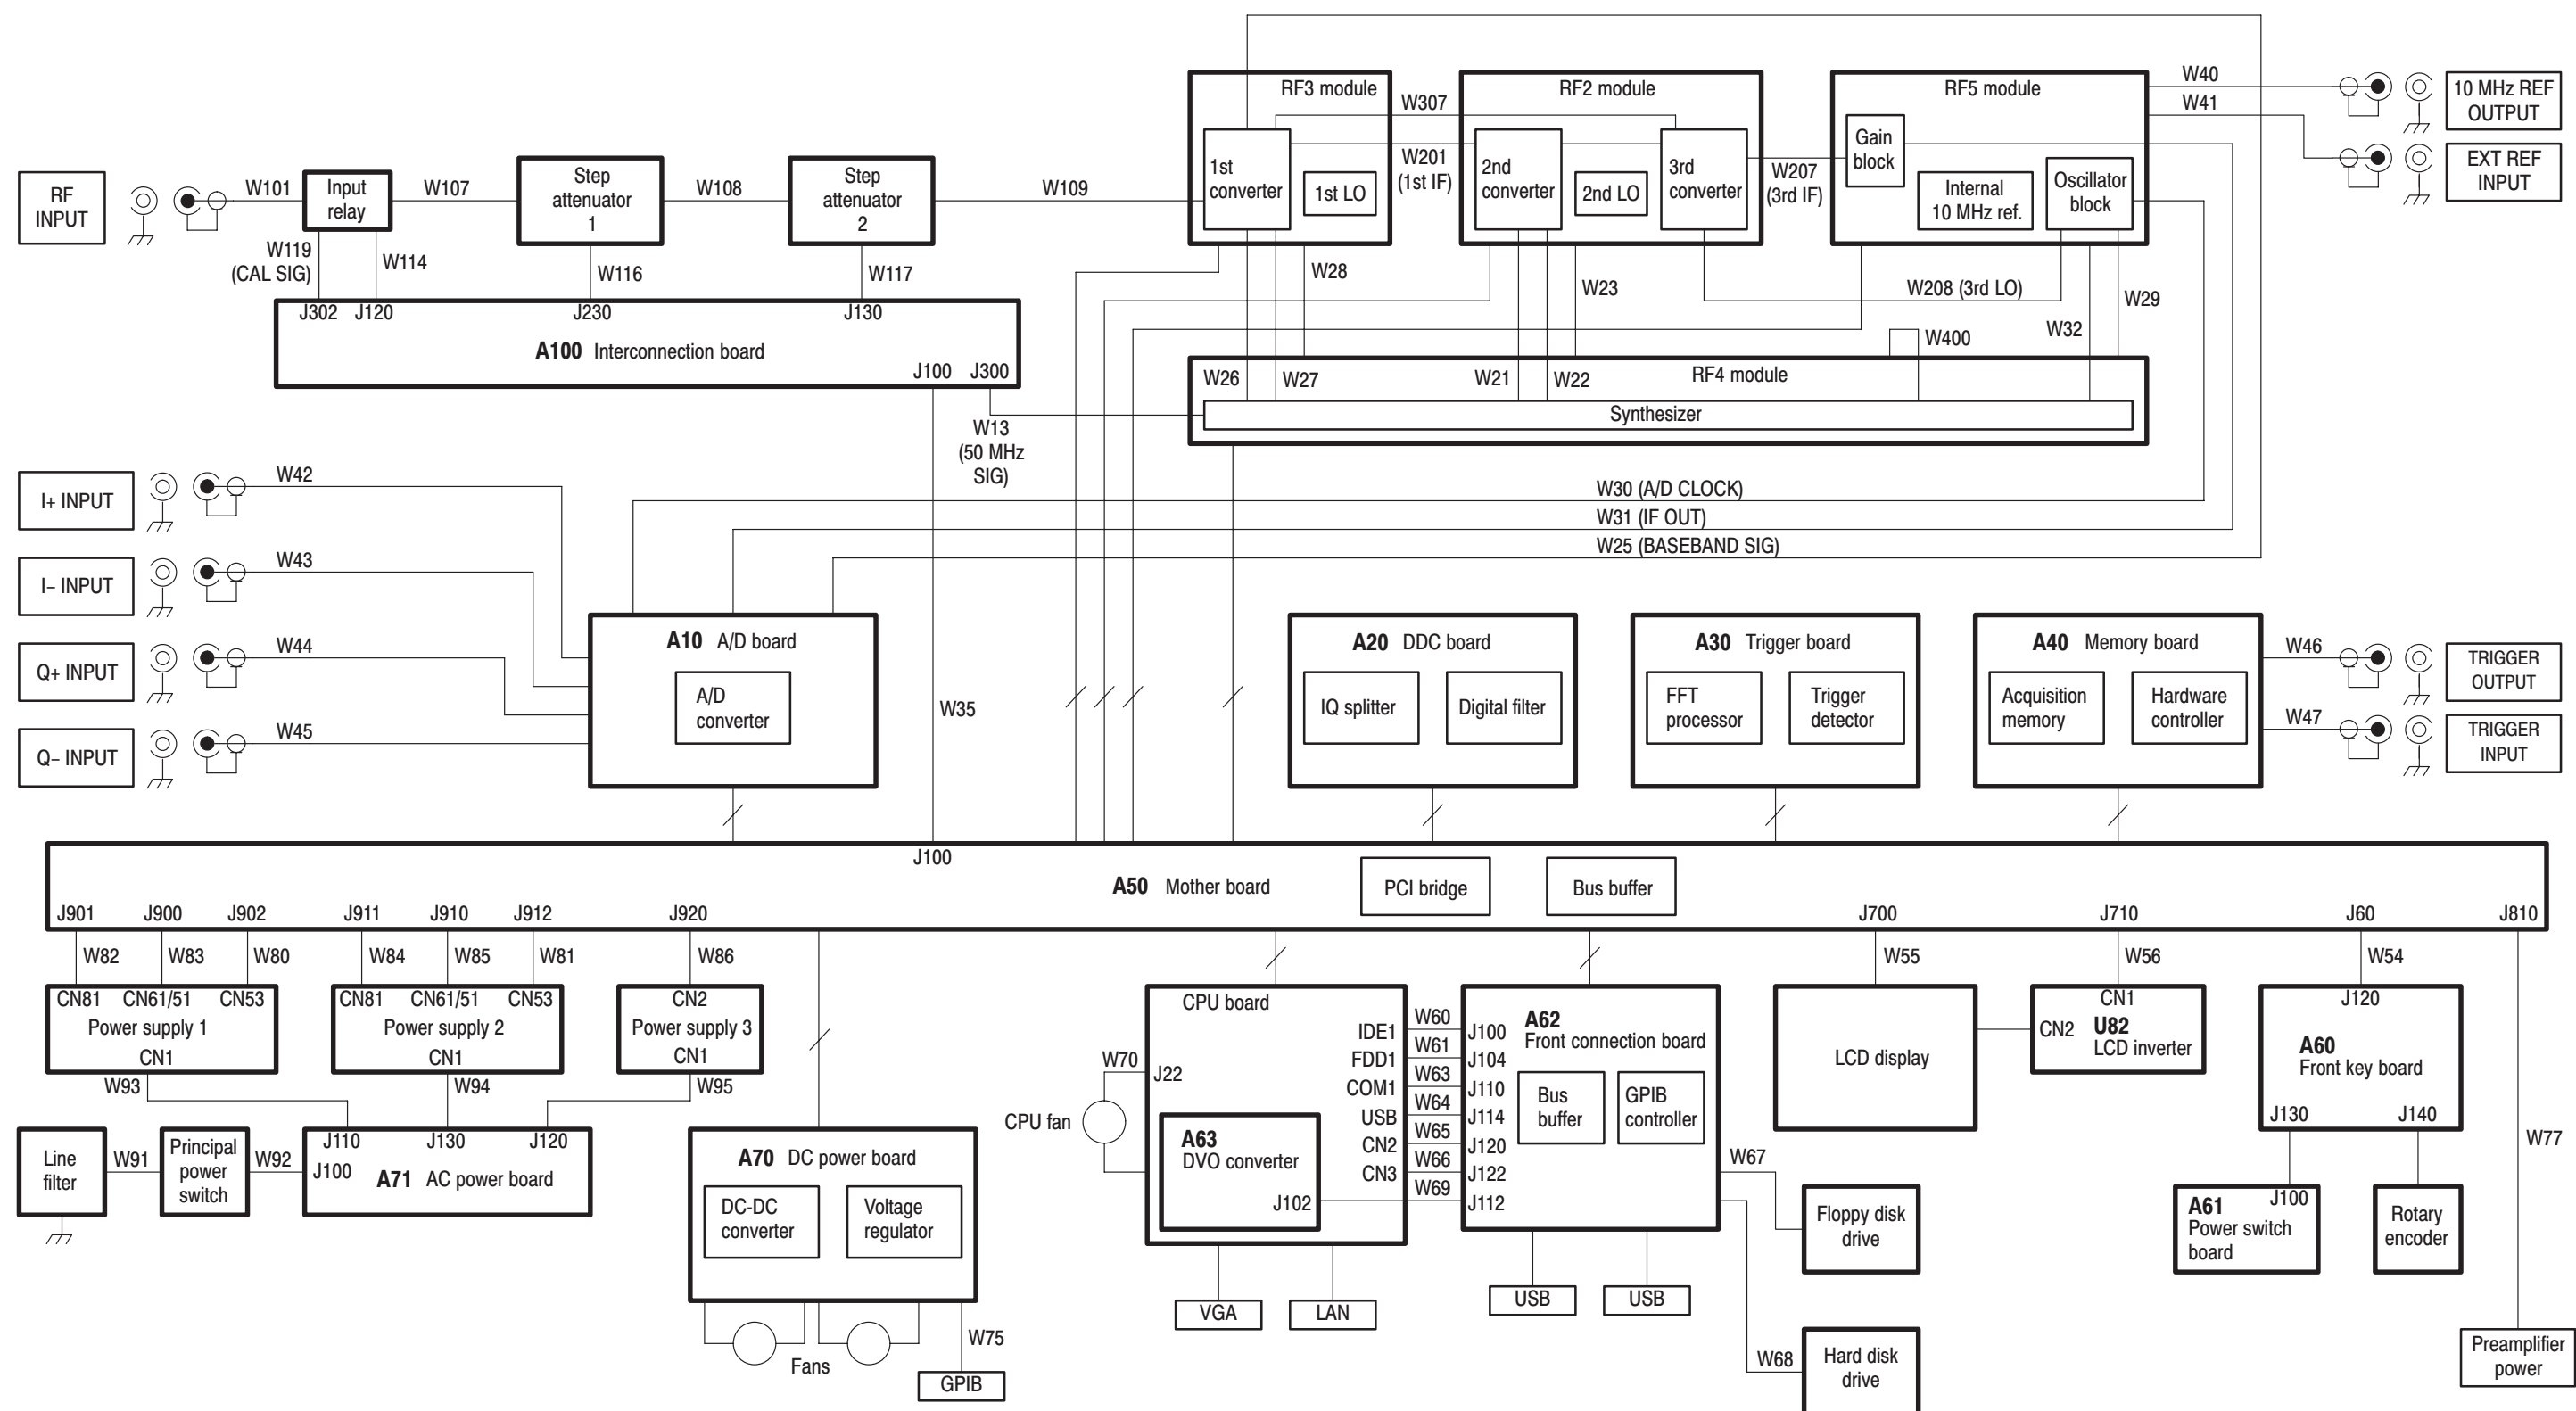 W40
RF3 module
RF2 module
RF5 module
10 MHz REF
OUTPUT
W307
W41
Gain
block
1st
converter
W201
(1st IF)
2nd
converter
3rd
converter
W207
(3rd IF)
EXT REF
INPUT
RF
INPUT
W101
Input
relay
W107
Step
attenuator
1
W108
Step
attenuator
2
W109
1st LO
2nd LO
Internal
10 MHz ref.
Oscillator
block
W119
(CAL SIG)
W114
W116
W117
W28
W23
W208 (3rd LO)
W29
W32
W400
J302
J120
J230
J130
A100 Interconnection board
J100
J300
W26
W27
W21
W22
RF4 module
Synthesizer
W13
(50 MHz
SIG)
I+ INPUT
W42
W30 (A/D CLOCK)
W31 (IF OUT)
W25 (BASEBAND SIG)
I– INPUT
W43
Q+ INPUT
W44
Q– INPUT
W45
A10 A/D board
A/D
converter
W35
A20 DDC board
IQ splitter
Digital filter
A30 Trigger board
FFT
processor
Trigger
detector
A40 Memory board
Acquisition
memory
Hardware
controller
W46
TRIGGER
OUTPUT
W47
TRIGGER
INPUT
J100
A50 Mother board
PCI bridge
Bus buffer
J901
J900
J902
J911
J910
J912
J920
J700
J710
J60
J810
W82
W83
W80
W84
W85
W81
W86
W55
W56
W54
CN81
CN61/51
CN53
Power supply 1
CN1
CN81
CN61/51
CN53
Power supply 2
CN1
CN2
Power supply 3
CN1
W93
W94
W95
Line
filter
W91
Principal
power
switch
W92
J110
J130
J120
J100
A71 AC power board
A70 DC power board
DC-DC
converter
Voltage
regulator
Fans
W75
GPIB
CPU board
IDE1
FDD1
COM1
USB
CN2
CN3
W70
J22
CPU fan
A63
DVO converter
J102
W60
W61
W63
W64
W65
W66
W69
J100
J104
J110
J114
J120
J122
J112
A62
Front connection board
Bus
buffer
GPIB
controller
VGA
LAN
USB
USB
W67
Floppy disk
drive
W68
Hard disk
drive
LCD display
CN1
CN2
U82
LCD inverter
J120
A60
Front key board
J130
J140
W77
J100
A61
Power switch
board
Rotary
encoder
Preamplifier
power